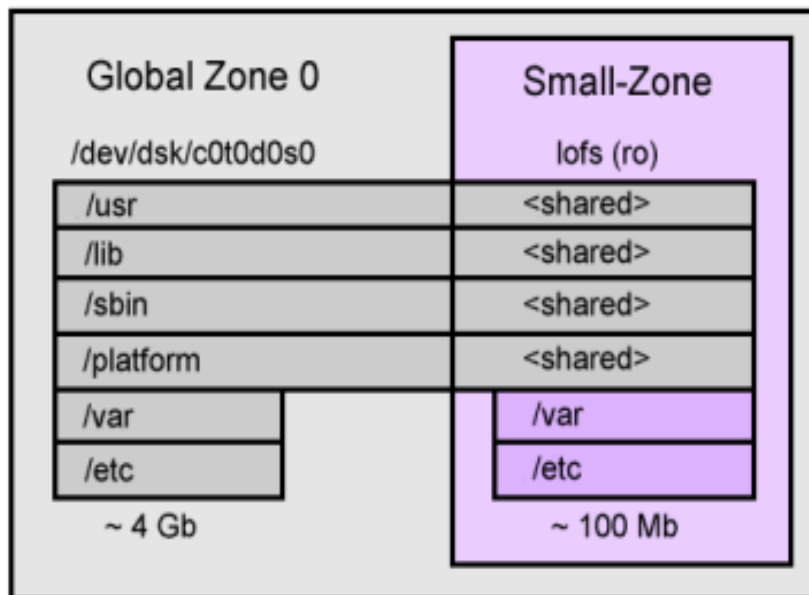 Global Zone 0
Small-Zone
/dev/dsk/c0t0d0s0
lofs (ro)
/usr
<shared>
/lib
<shared>
/sbin
<shared>
/platform
<shared>
/var
/var
/etc
/etc
~ 4 Gb
~ 100 Mb